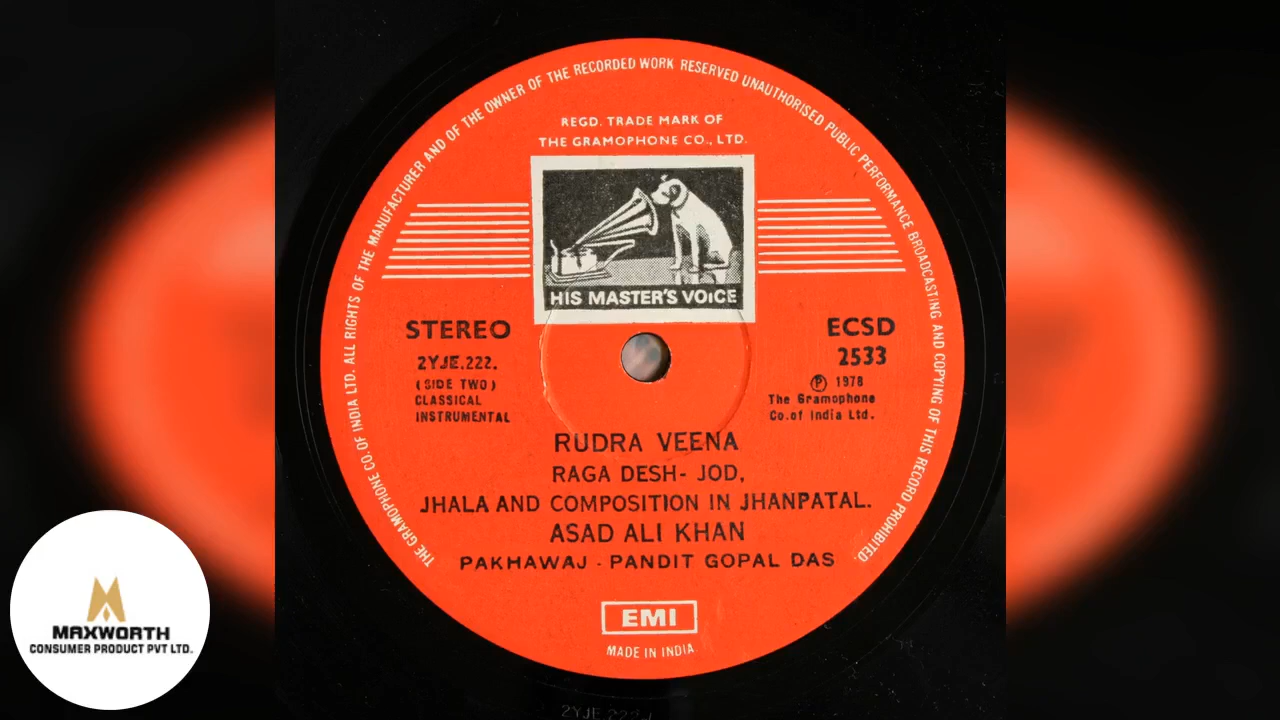 THE GRAMOPHONE CO. OF INDIA LTD. ALL RIGHTS OF THE MANUFACTURER AND OF THE OWNER OF THE RECORDED WORK RESERVED UNAUTHORISED PUBLIC PERFORMANCE BROADCASTING AND COPYING OF THIS RECORD PROHIBITED.
REGD. TRADE MARK OF
THE GRAMOPHONE CO., LTD.
HIS MASTER'S VOICE
STEREO
2YJE.222.
(SIDE TWO)
CLASSICAL
INSTRUMENTAL
ECSD
2533
Ⓟ 1978
The Gramophone
Co.of India Ltd.
RUDRA VEENA
RAGA DESH- JOD,
JHALA AND COMPOSITION IN JHANPATAL.
ASAD ALI KHAN
PAKHAWAJ - PANDIT GOPAL DAS
EMI
MADE IN INDIA
MAXWORTH
CONSUMER PRODUCT PVT LTD.